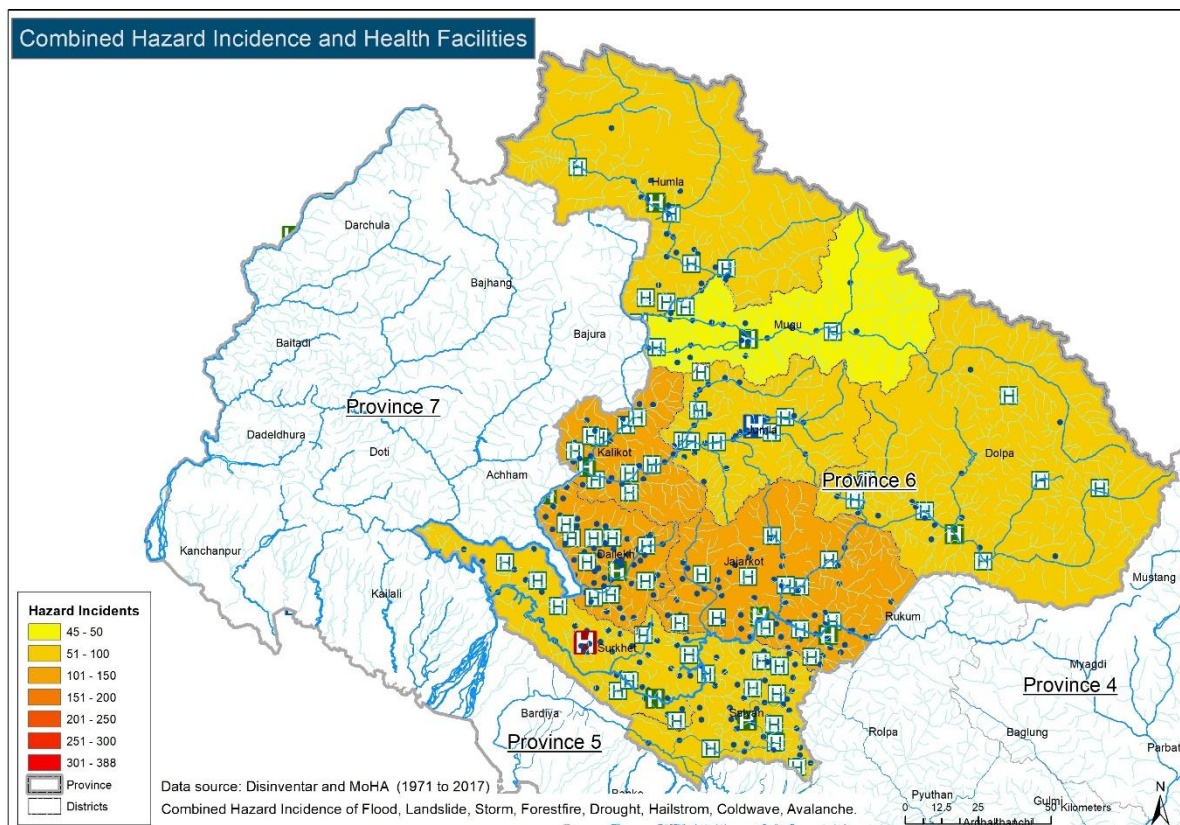 Combined Hazard Incidence and Health Facilities
Humla
Darchula
Bajhang
Mugu
Bajura
Baitadi
Province 7
Dadeldhura
Jumla
Doti
Kalikot
Dolpa
Achham
Province 6
Kanchanpur
Dailekh
Jajarkot
Mustang
Kailali
Rukum
Surkhet
Myagdi
Province 4
Salyan
Bardiya
Rolpa
Baglung
Province 5
Parbat
Banke
Pyuthan
Gulmi
Arghakhanchi
Hazard Incidents
45 - 50
51 - 100
101 - 150
151 - 200
201 - 250
251 - 300
301 - 388
Province
Districts
Data source: Disinventar and MoHA (1971 to 2017)
Combined Hazard Incidence of Flood, Landslide, Storm, Forestfire, Drought, Hailstrom, Coldwave, Avalanche.
0 12.5 25 50 Kilometers
N